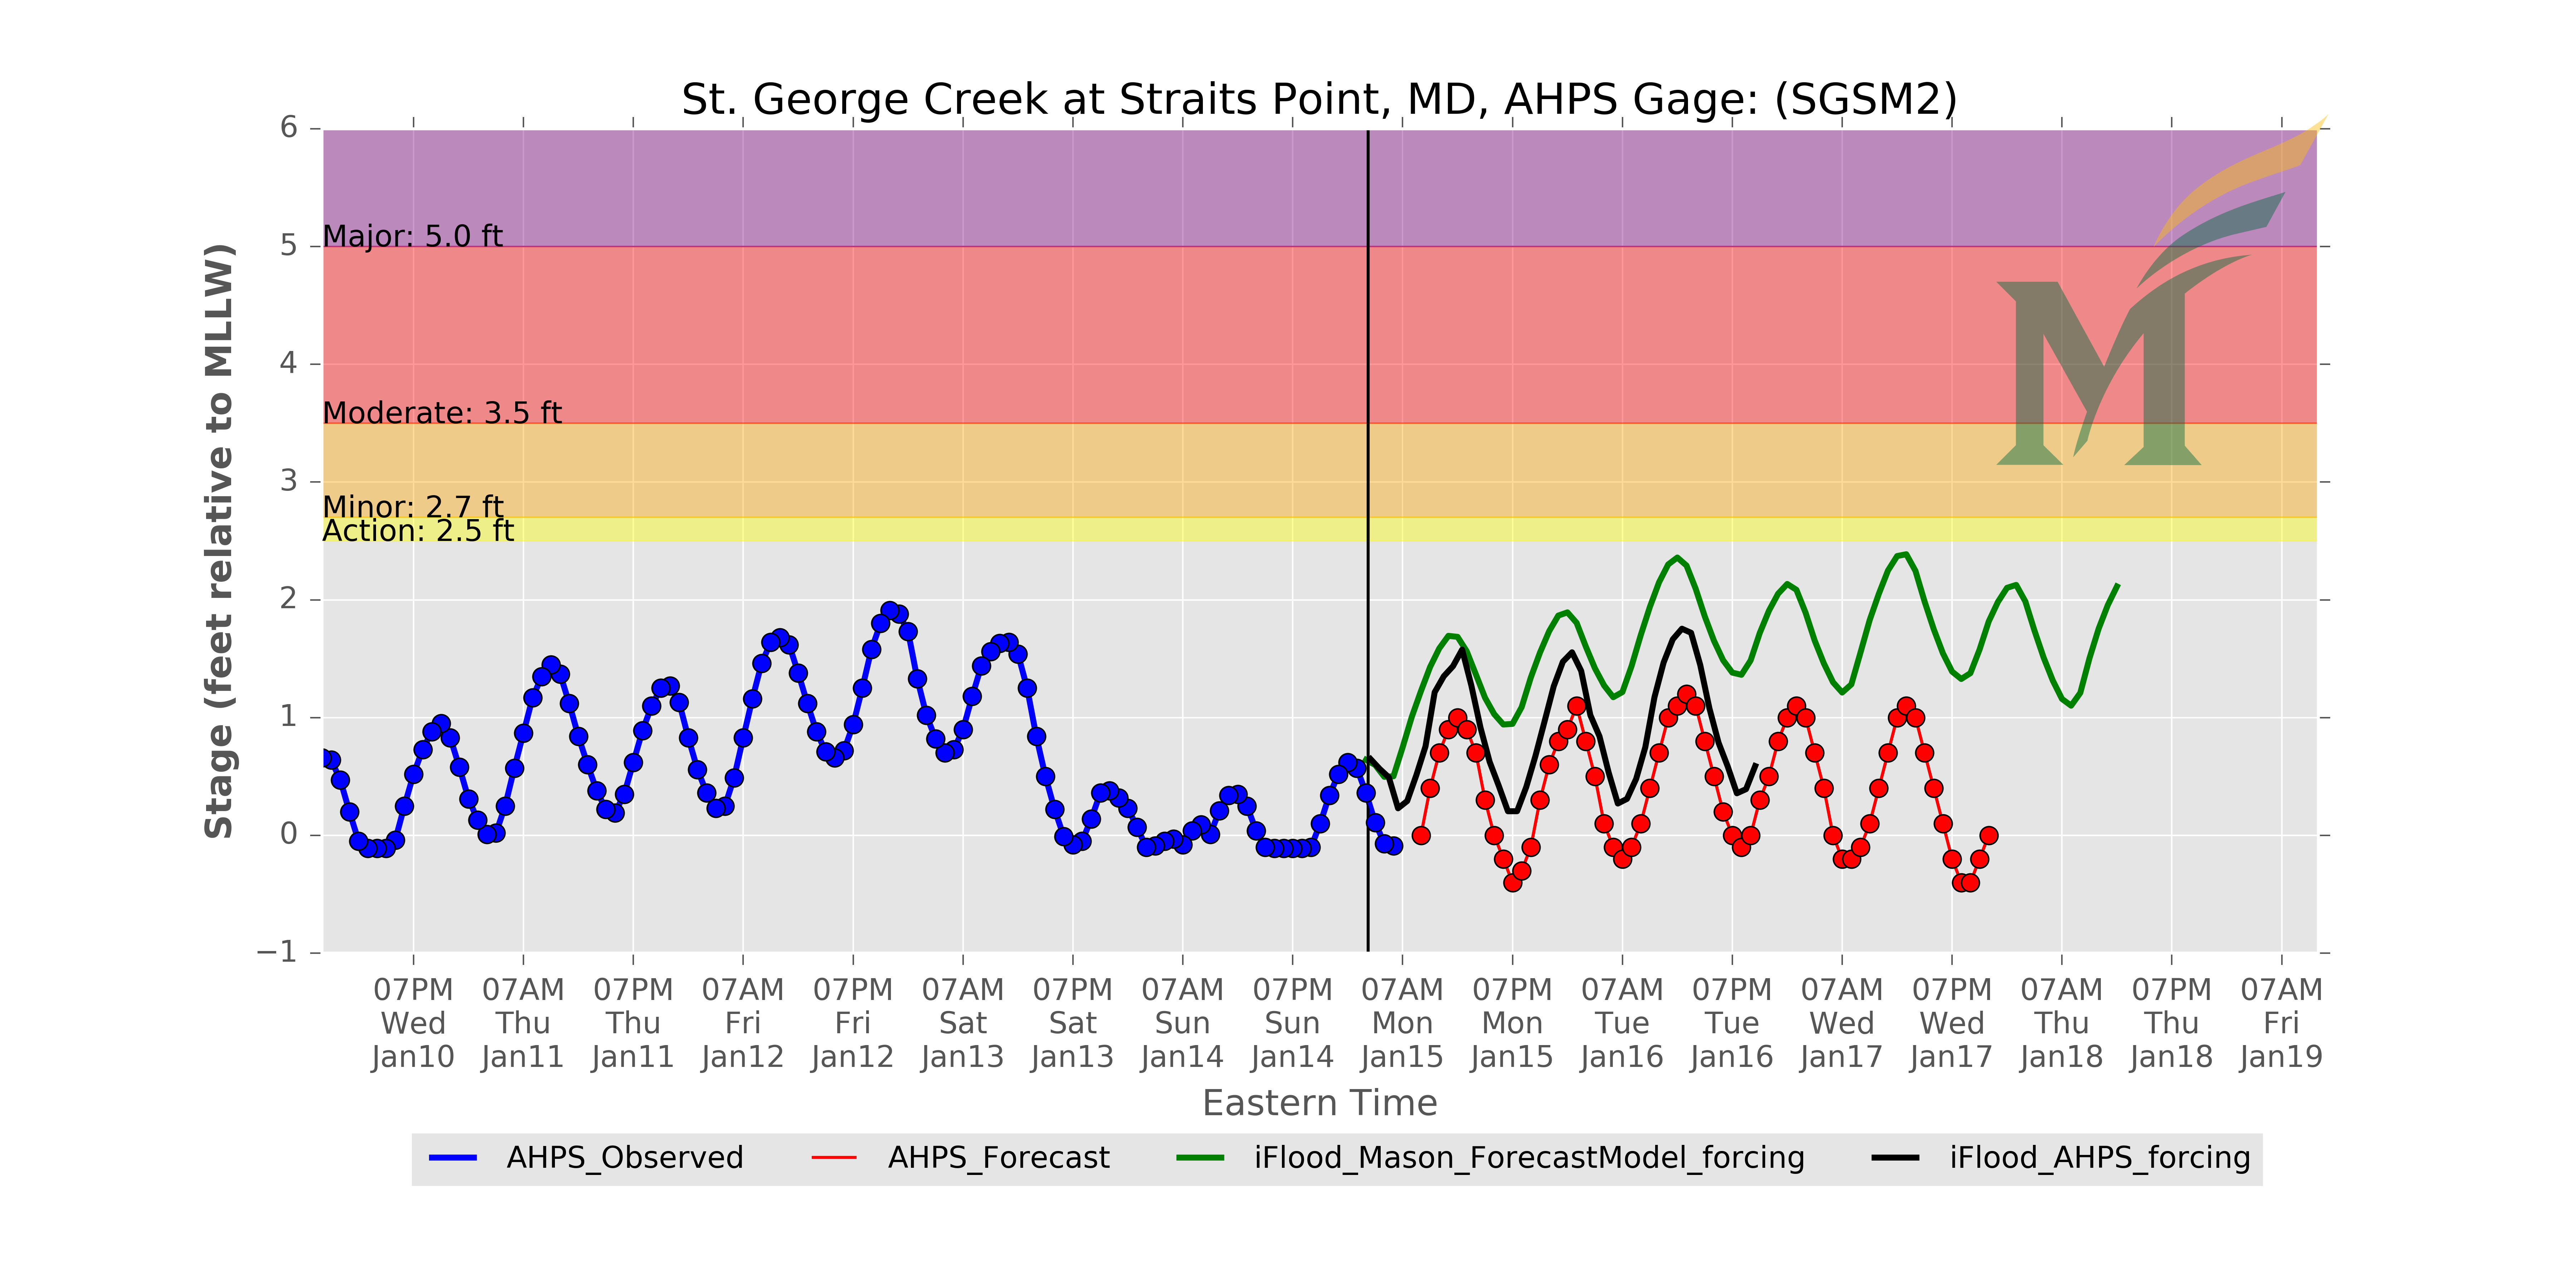 St. George Creek at Straits Point, MD, AHPS Gage: (SGSM2)
Stage (feet relative to MLLW)
6
5
4
3
2
1
0
−1
Major: 5.0 ft
Moderate: 3.5 ft
Minor: 2.7 ft
Action: 2.5 ft
M
07PM 07AM 07PM 07AM 07PM 07AM 07PM 07AM 07PM 07AM 07PM 07AM 07PM 07AM 07PM 07AM 07PM 07AM
Wed Thu Thu Fri Fri Sat Sat Sun Sun Mon Mon Tue Tue Wed Wed Thu Thu Fri
Jan10 Jan11 Jan11 Jan12 Jan12 Jan13 Jan13 Jan14 Jan14 Jan15 Jan15 Jan16 Jan16 Jan17 Jan17 Jan18 Jan18 Jan19
Eastern Time
AHPS_Observed AHPS_Forecast iFlood_Mason_ForecastModel_forcing iFlood_AHPS_forcing